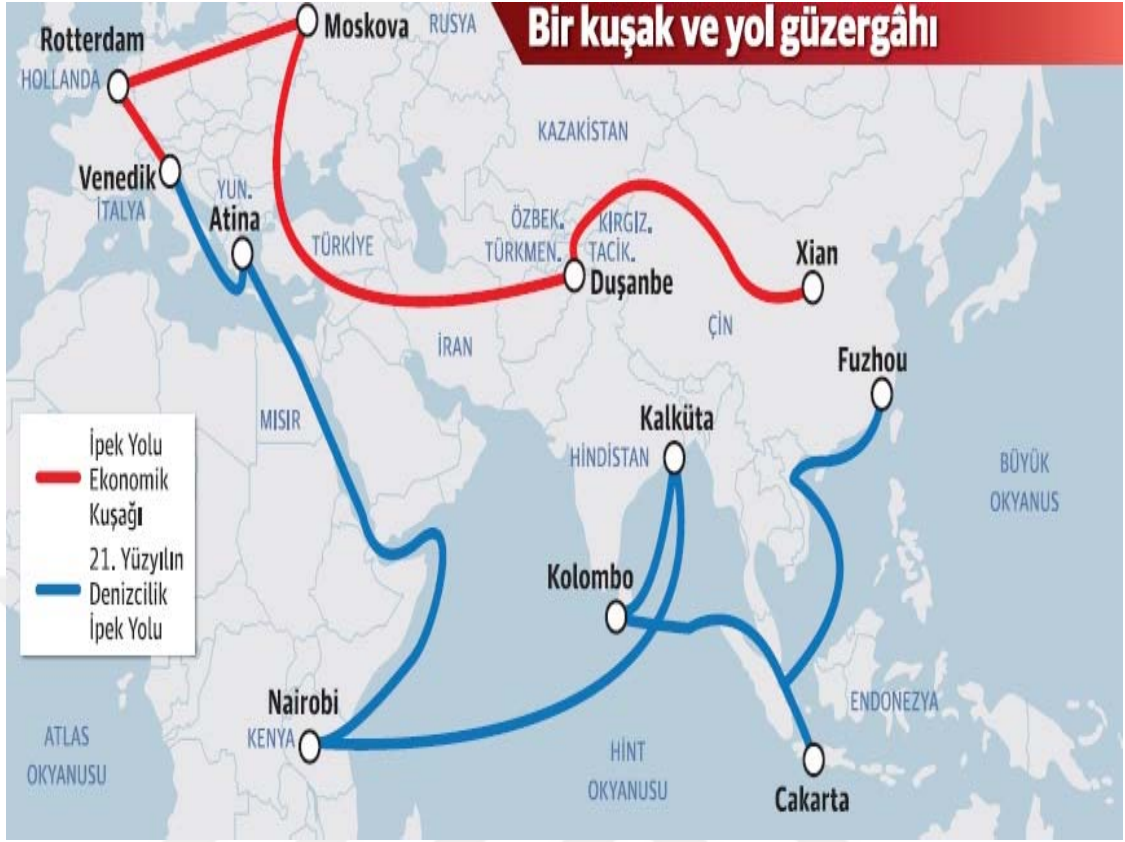 Bir kuşak ve yol güzergâhı
Moskova
RUSYA
Rotterdam
HOLLANDA
KAZAKİSTAN
Venedik
İTALYA
YUN.
Atina
TÜRKİYE
ÖZBEK.
KIRGIZ.
TÜRKMEN.
TACİK.
Duşanbe
Xian
ÇİN
İRAN
Fuzhou
MISIR
Kalküta
HİNDİSTAN
BÜYÜK
OKYANUS
İpek Yolu
Ekonomik
Kuşağı
21. Yüzyılın
Denizcilik
İpek Yolu
Kolombo
Nairobi
KENYA
ENDONEZYA
ATLAS
OKYANUSU
HİNT
OKYANUSU
Cakarta